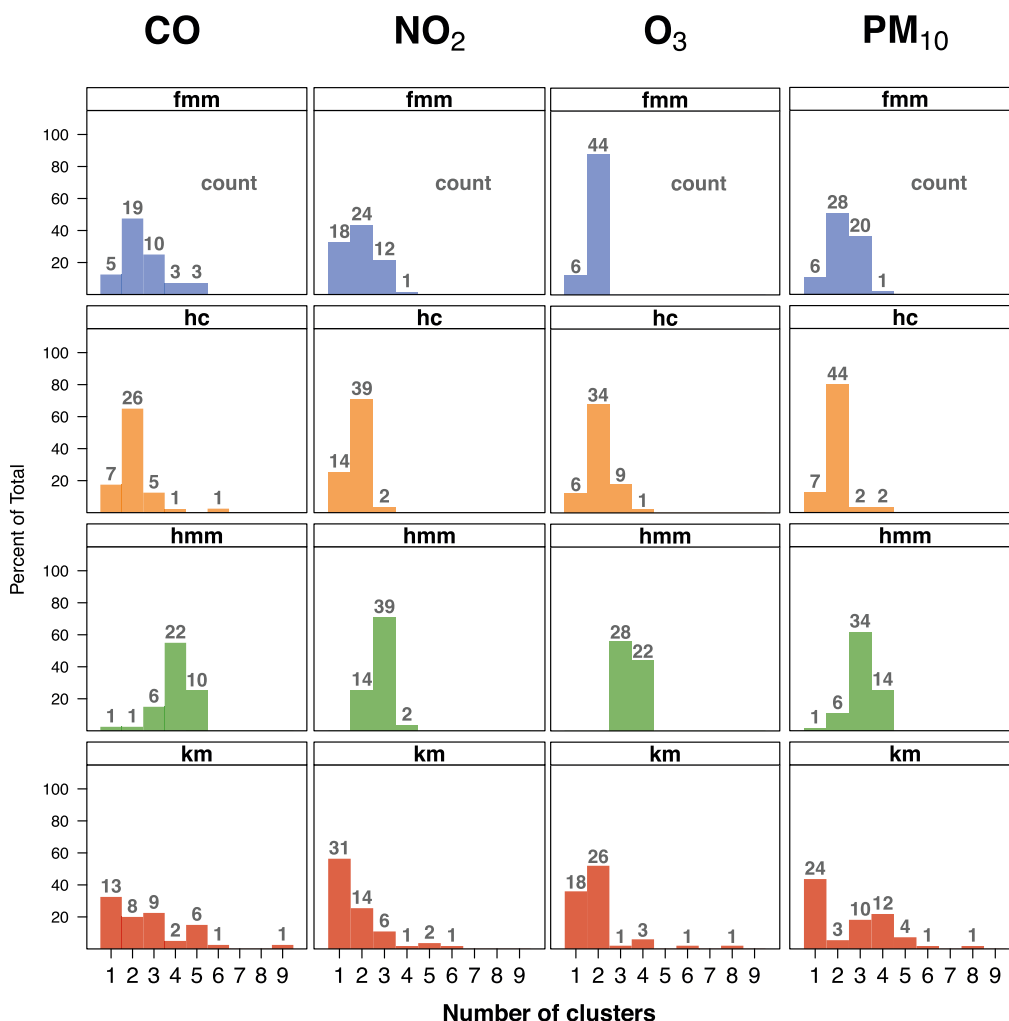 CO NO2 O3 PM10
fmm fmm fmm fmm
100
80
60
40
20
count count count count
5 19 10 3 3
18 24 12 1
6 44
6 28 20 1
hc hc hc hc
100
80
60
40
20
7 26 5 1 1
14 39 2
6 34 9 1
7 44 2 2
Percent of Total
hmm hmm hmm hmm
100
80
60
40
20
1 1 6 22 10
14 39 2
28 22
1 6 34 14
km km km km
100
80
60
40
20
13 8 9 2 6 1 1
31 14 6 1 2 1
18 26 1 3 1 1
24 3 10 12 4 1 1
1 2 3 4 5 6 7 8 9 1 2 3 4 5 6 7 8 9 1 2 3 4 5 6 7 8 9 1 2 3 4 5 6 7 8 9
Number of clusters